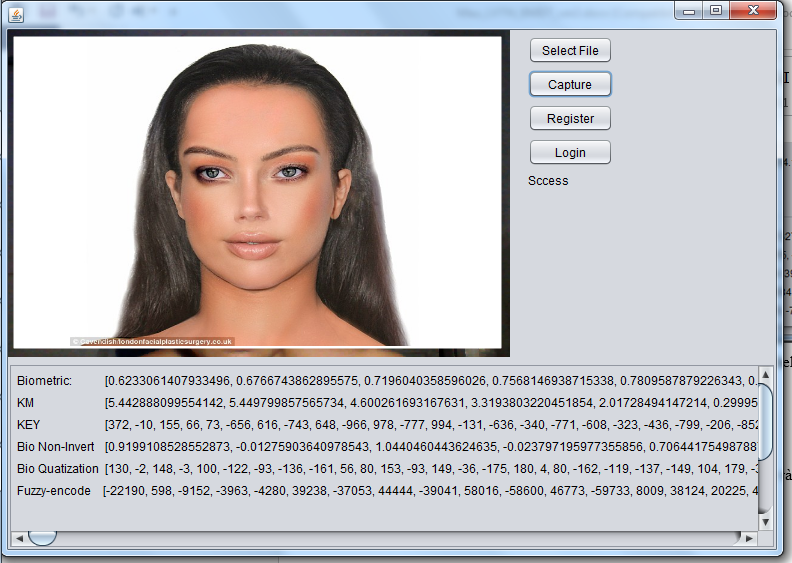 Select File
Capture
Register
Login
Sccess
© Cavendish/londonfacialplasticsurgery.co.uk
Biometric: [0.6233061407933496, 0.6766743862895575, 0.7196040358596026, 0.7568146938715338, 0.7809587879226343, 0.
KM [5.442888099554142, 5.449799857565734, 4.600261693167631, 3.3193803220451854, 2.01728494147214, 0.29995
KEY [372, -10, 155, 66, 73, -656, 616, -743, 648, -966, 978, -777, 994, -131, -636, -340, -771, -608, -323, -436, -799, -206, -852
Bio Non-Invert [0.9199108528552873, -0.01275903640978543, 1.0440460443624635, -0.023797195977355856, 0.70644175498788
Bio Quatization [130, -2, 148, -3, 100, -122, -93, -136, -161, 56, 80, 153, -93, 149, -36, -175, 180, 4, 80, -162, -119, -137, -149, 104, 179, -3
Fuzzy-encode [-22190, 598, -9152, -3963, -4280, 39238, -37053, 44444, -39041, 58016, -58600, 46773, -59733, 8009, 38124, 20225, 4